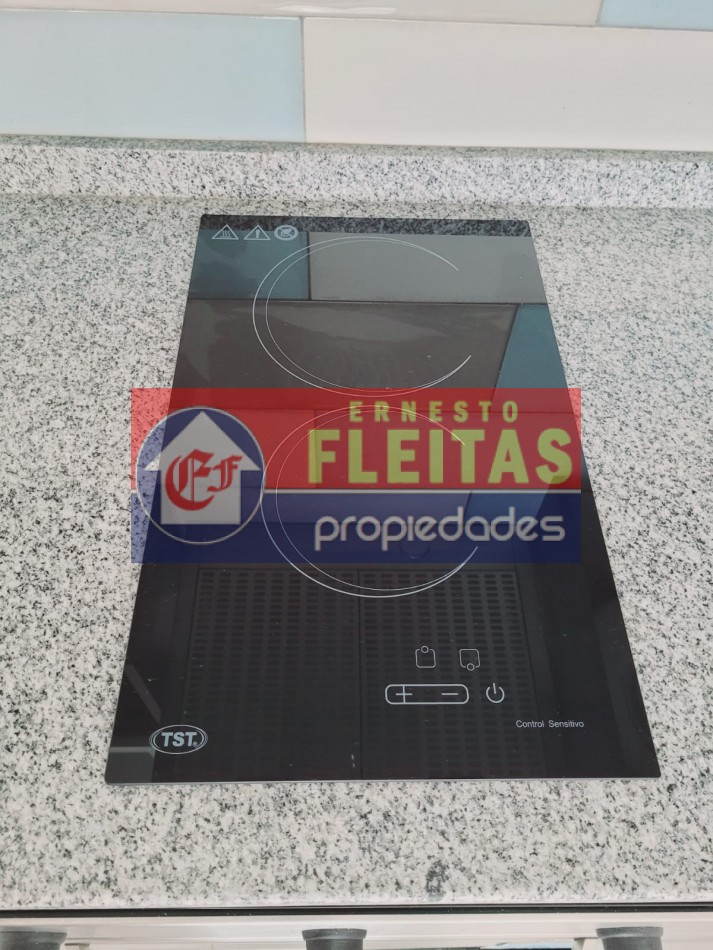 ERNESTO
FLEITAS
EF
propiedades
+ −
Control Sensitivo
TST®